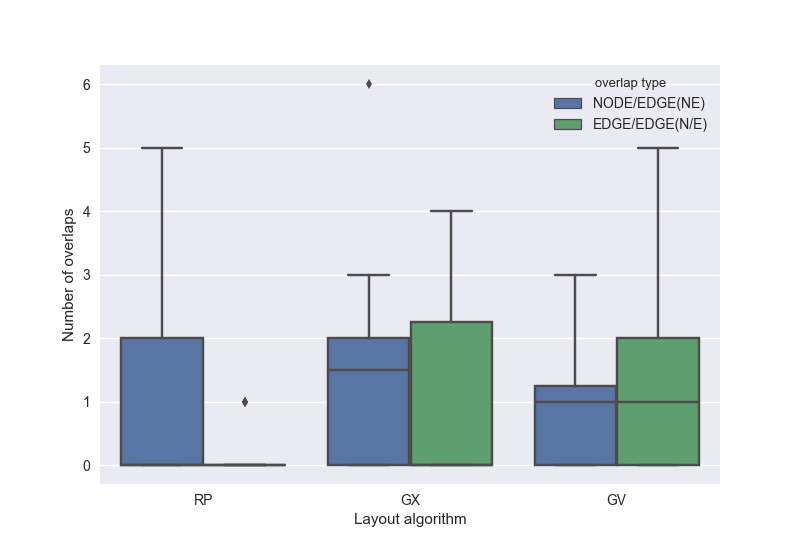 overlap type
NODE/EDGE(NE)
EDGE/EDGE(N/E)
Number of overlaps
6
5
4
3
2
1
0
RP GX GV
Layout algorithm